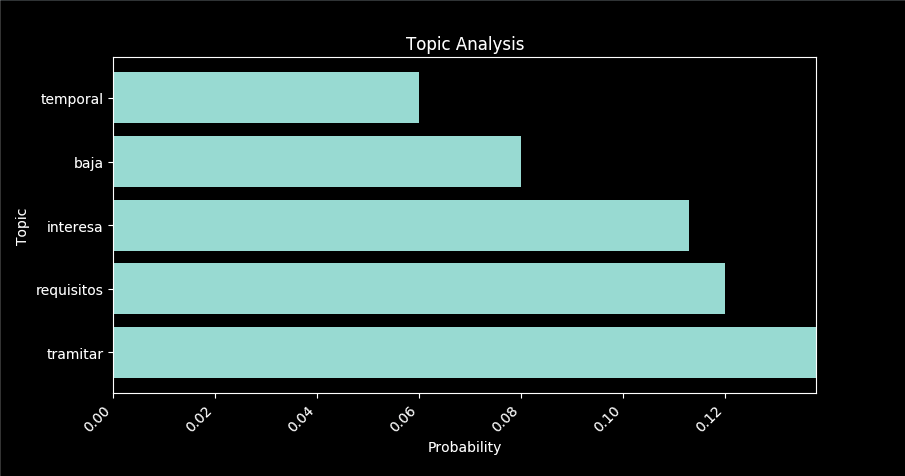 Topic Analysis
temporal
baja
interesa
requisitos
tramitar
Topic
0.00
0.02
0.04
0.06
0.08
0.10
0.12
Probability